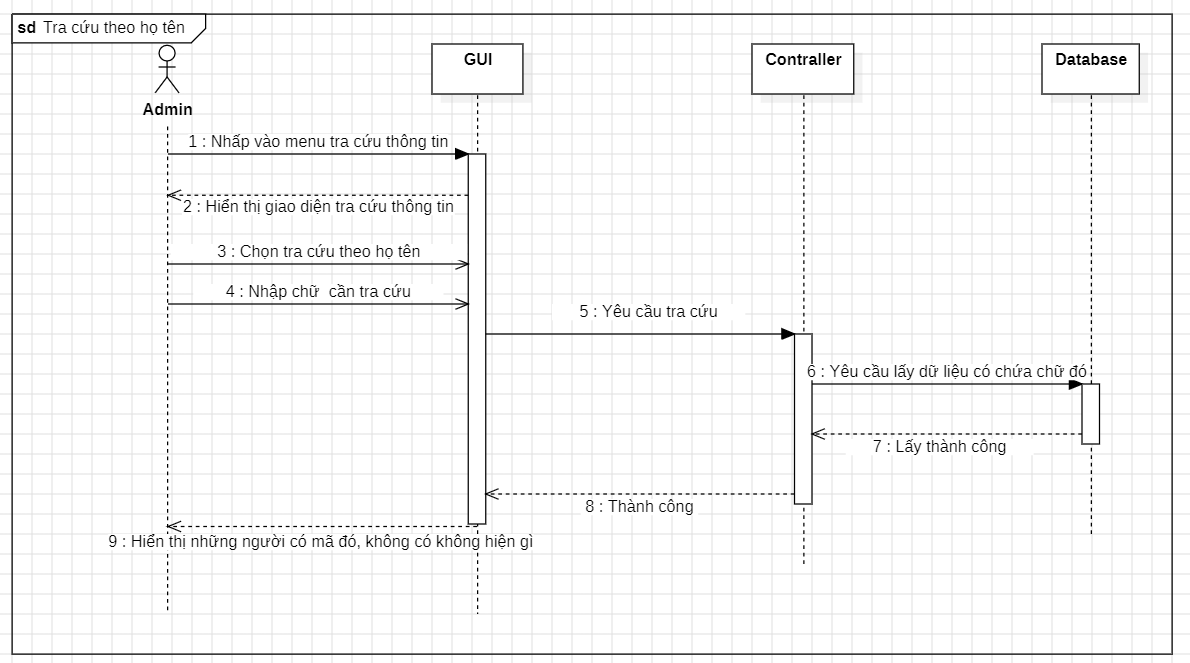 sd Tra cứu theo họ tên
GUI
Contraller
Database
Admin
1 : Nhấp vào menu tra cứu thông tin
2 : Hiển thị giao diện tra cứu thông tin
3 : Chọn tra cứu theo họ tên
4 : Nhập chữ cần tra cứu
5 : Yêu cầu tra cứu
6 : Yêu cầu lấy dữ liệu có chứa chữ đó
7 : Lấy thành công
8 : Thành công
9 : Hiển thị những người có mã đó, không có không hiện gì